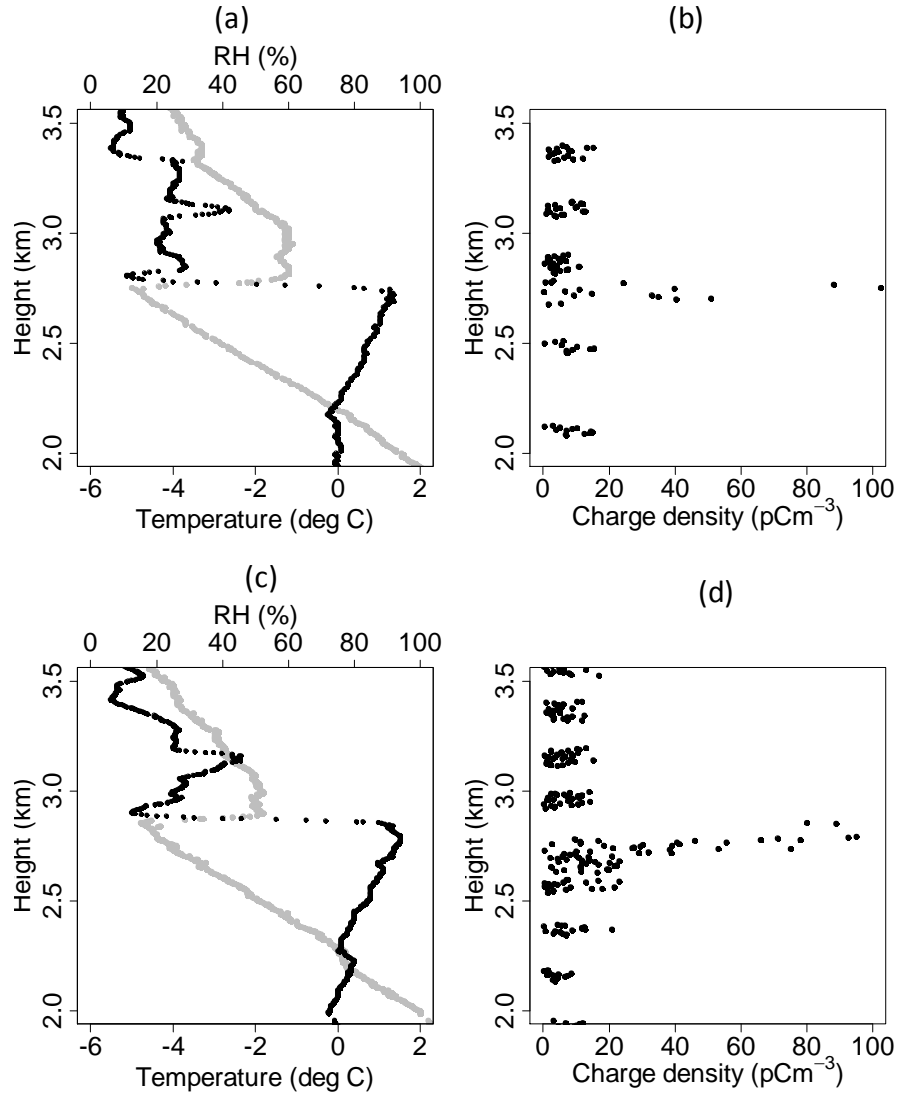 (a)
RH (%)
0 20 40 60 80 100
Height (km)
3.5
3.0
2.5
2.0
-6 -4 -2 0 2
Temperature (deg C)
(b)
Height (km)
3.5
3.0
2.5
2.0
0 20 40 60 80 100
Charge density (pCm⁻³)
(c)
RH (%)
0 20 40 60 80 100
Height (km)
3.5
3.0
2.5
2.0
-6 -4 -2 0 2
Temperature (deg C)
(d)
Height (km)
3.5
3.0
2.5
2.0
0 20 40 60 80 100
Charge density (pCm⁻³)